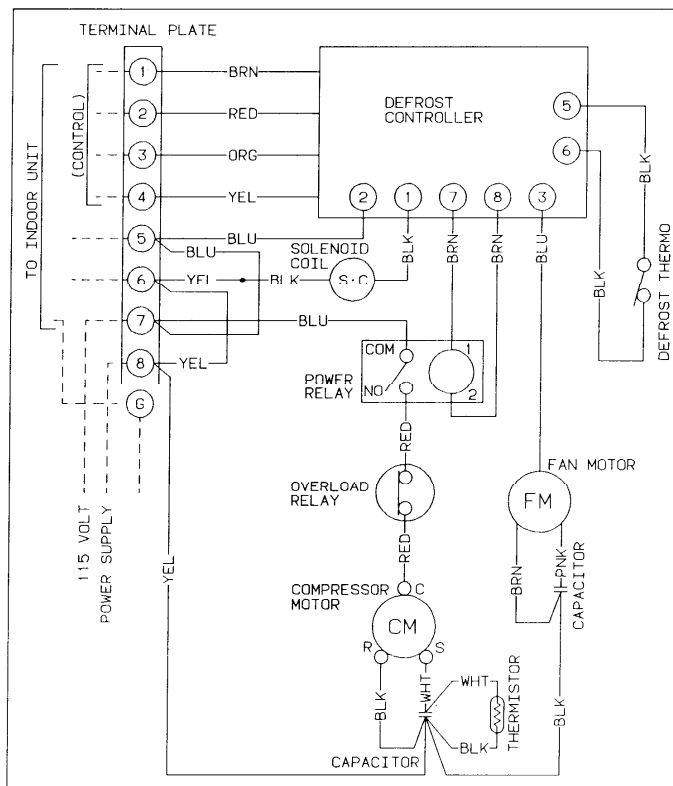 TERMINAL PLATE
TO INDOOR UNIT
(CONTROL)
1
BRN
2
RED
3
ORG
4
YEL
5
BLU
BLU
6
YEL
BLK
7
BLU
8
YEL
G
115 VOLT
POWER SUPPLY
YEL
DEFROST
CONTROLLER
5
6
2
1
7
8
3
BLK
BRN
BRN
BLU
BLK
BLK
DEFROST THERMO
SOLENOID
COIL
S·C
COM
NO
1
2
POWER
RELAY
RED
OVERLOAD
RELAY
RED
COMPRESSOR
MOTOR
C
CM
R
S
BLK
WHT
WHT
BLK
THERMISTOR
CAPACITOR
FAN MOTOR
FM
BRN
PNK
CAPACITOR
BLK